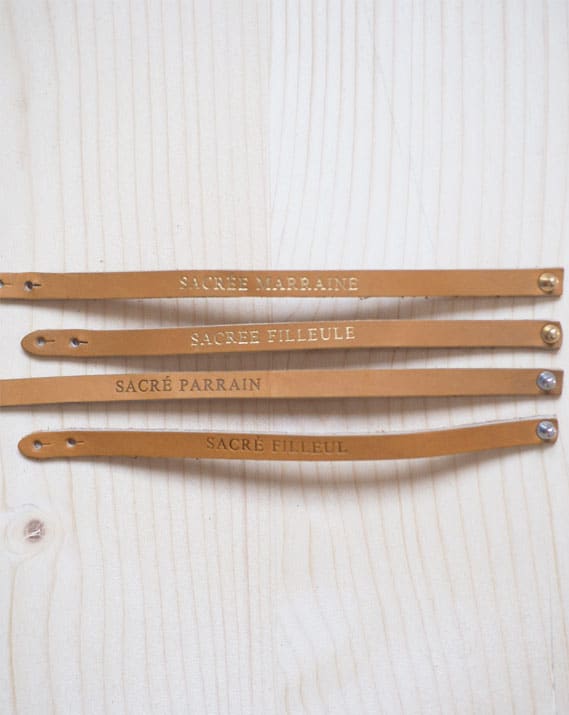 SACRÉE MARRAINE
SACRÉE FILLEULE
SACRÉ PARRAIN
SACRÉ FILLEUL